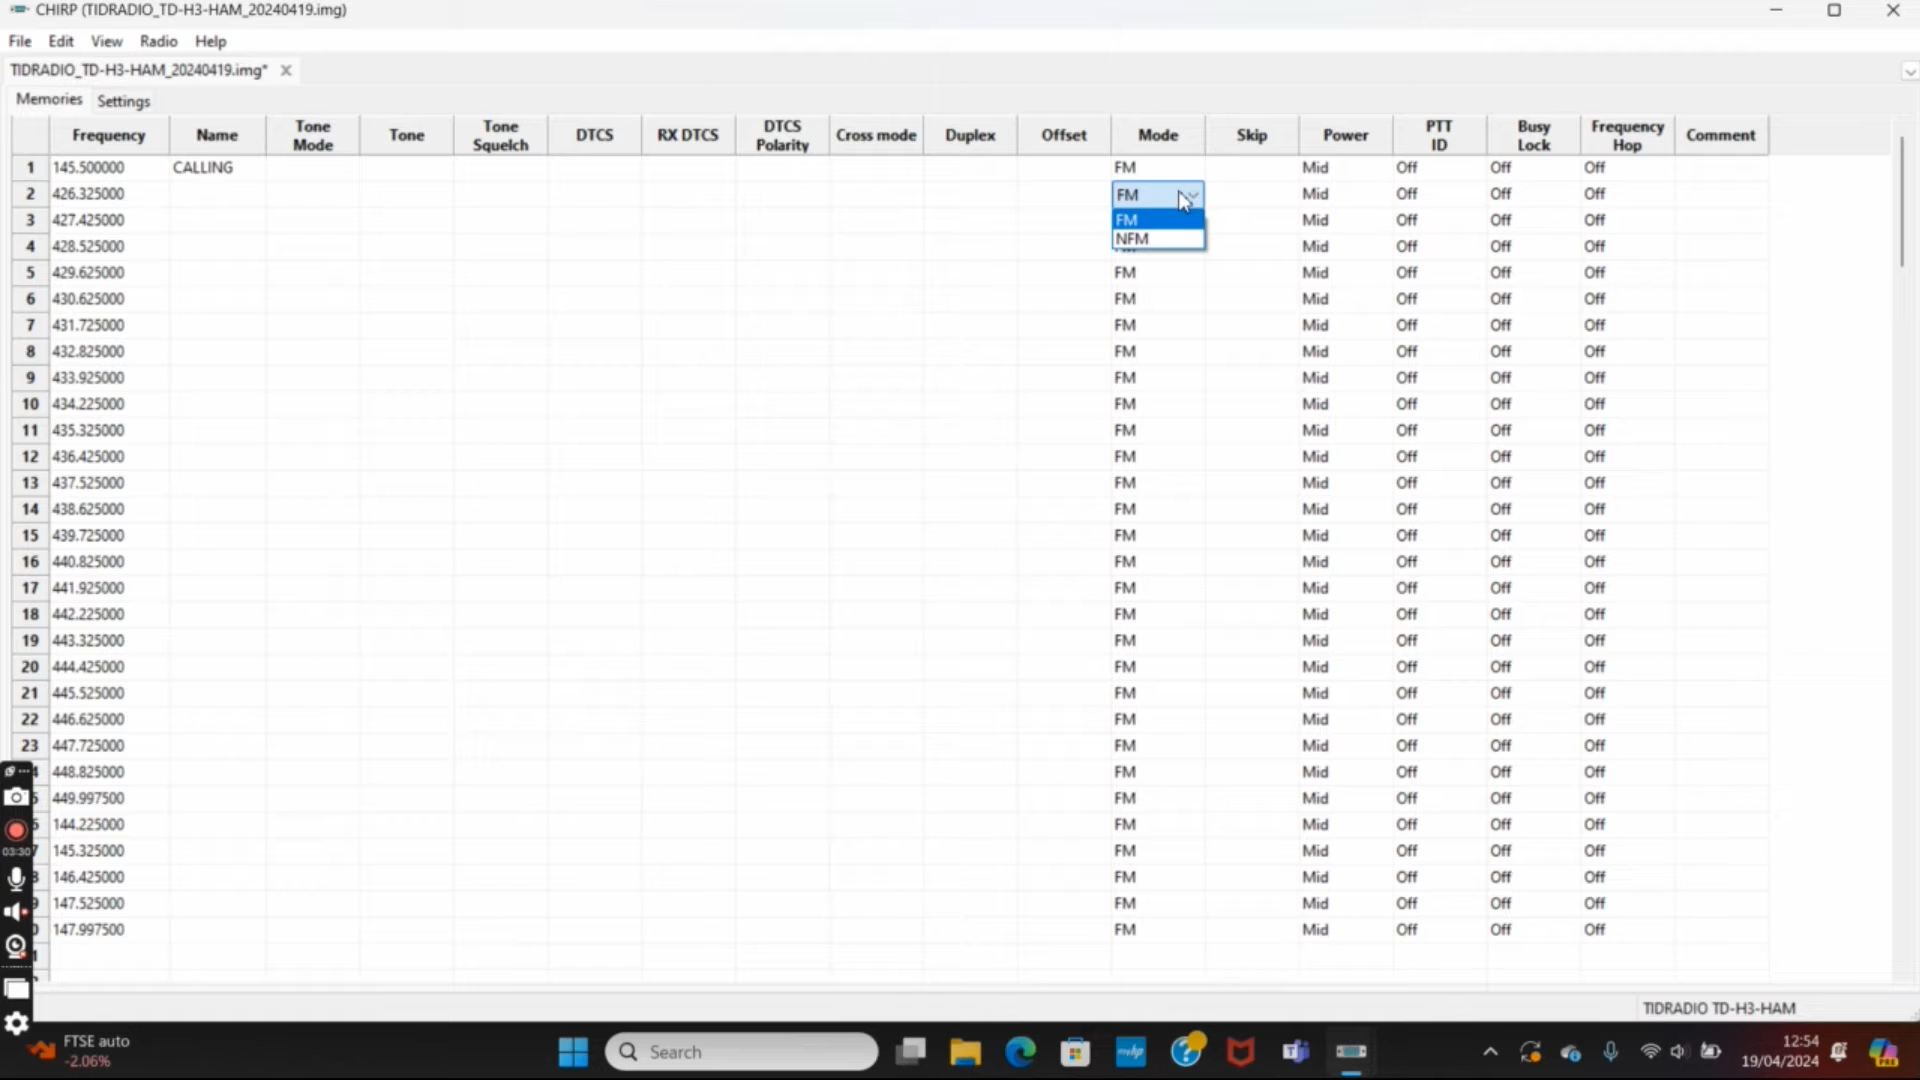 CHIRP (TIDRADIO_TD-H3-HAM_20240419.img)
File Edit View Radio Help
TIDRADIO_TD-H3-HAM_20240419.img*
Memories Settings
Frequency Name Tone Mode Tone Tone Squelch DTCS RX DTCS DTCS Polarity Cross mode Duplex Offset Mode Skip Power PTT ID Busy Lock Frequency Hop Comment
1 145.500000 CALLING FM Mid Off Off Off
2 426.325000 FM Mid Off Off Off
3 427.425000 FM Mid Off Off Off
4 428.525000 NFM Mid Off Off Off
5 429.625000 FM Mid Off Off Off
6 430.625000 FM Mid Off Off Off
7 431.725000 FM Mid Off Off Off
8 432.825000 FM Mid Off Off Off
9 433.925000 FM Mid Off Off Off
10 434.225000 FM Mid Off Off Off
11 435.325000 FM Mid Off Off Off
12 436.425000 FM Mid Off Off Off
13 437.525000 FM Mid Off Off Off
14 438.625000 FM Mid Off Off Off
15 439.725000 FM Mid Off Off Off
16 440.825000 FM Mid Off Off Off
17 441.925000 FM Mid Off Off Off
18 442.225000 FM Mid Off Off Off
19 443.325000 FM Mid Off Off Off
20 444.425000 FM Mid Off Off Off
21 445.525000 FM Mid Off Off Off
22 446.625000 FM Mid Off Off Off
23 447.725000 FM Mid Off Off Off
4 448.825000 FM Mid Off Off Off
5 449.997500 FM Mid Off Off Off
6 144.225000 FM Mid Off Off Off
7 145.325000 FM Mid Off Off Off
8 146.425000 FM Mid Off Off Off
9 147.525000 FM Mid Off Off Off
0 147.997500 FM Mid Off Off Off
1
03:30
TIDRADIO TD-H3-HAM
FTSE auto
-2.06%
Search
mhp
12:54
19/04/2024
PRE